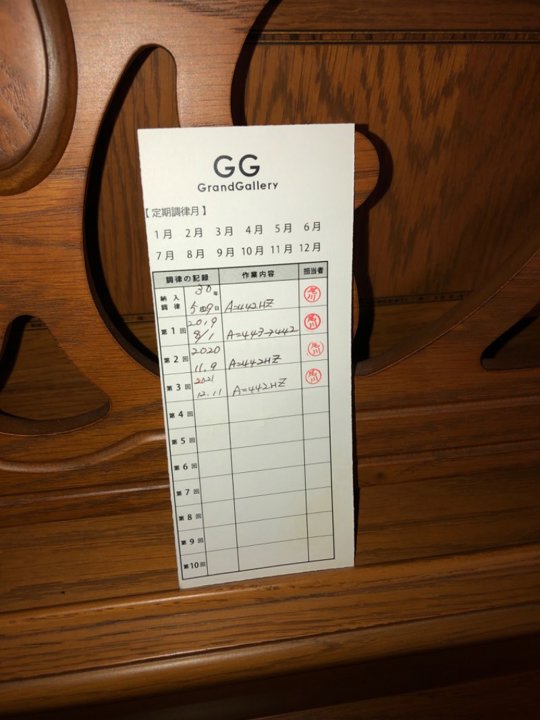 GG
GrandGallery
【定期調律月】
1月 2月 3月 4月 5月 6月
7月 8月 9月 10月 11月 12月
調律の記録 作業内容 担当者
納入調律 30年 5月9日 A=442HZ
第1回 2019 8/1 A=443→442
第2回 2020 11.9 A=442HZ
第3回 2021 12.11 A=442HZ
第4回
第5回
第6回
第7回
第8回
第9回
第10回